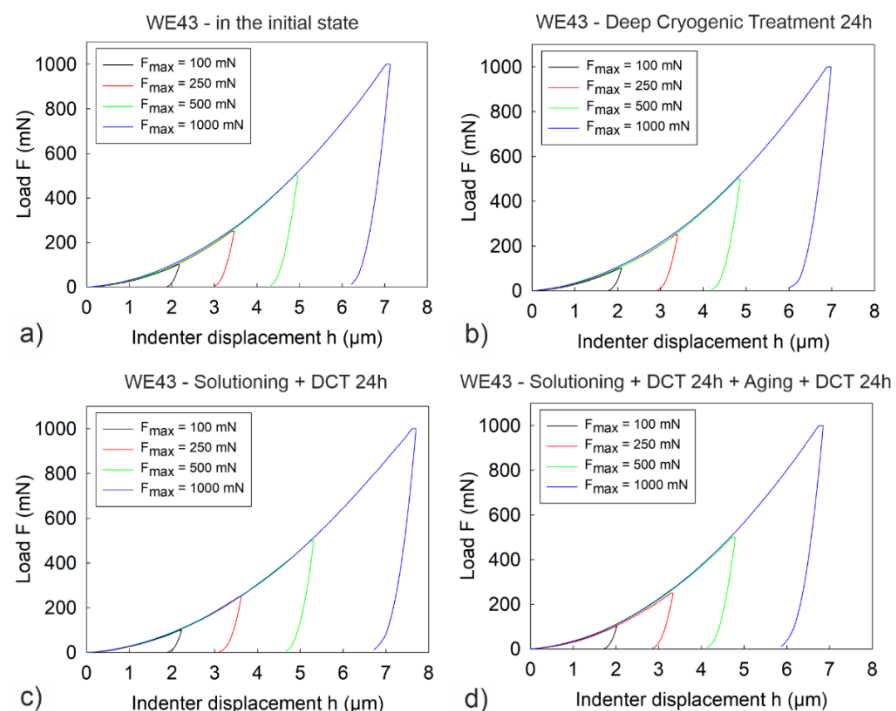 WE43 - in the initial state
Fmax = 100 mN
Fmax = 250 mN
Fmax = 500 mN
Fmax = 1000 mN
Load F (mN)
1000
800
600
400
200
0
0 1 2 3 4 5 6 7 8
Indenter displacement h (µm)
a)
WE43 - Deep Cryogenic Treatment 24h
Fmax = 100 mN
Fmax = 250 mN
Fmax = 500 mN
Fmax = 1000 mN
Load F (mN)
1000
800
600
400
200
0
0 1 2 3 4 5 6 7 8
Indenter displacement h (µm)
b)
WE43 - Solutioning + DCT 24h
Fmax = 100 mN
Fmax = 250 mN
Fmax = 500 mN
Fmax = 1000 mN
Load F (mN)
1000
800
600
400
200
0
0 1 2 3 4 5 6 7 8
Indenter displacement h (µm)
c)
WE43 - Solutioning + DCT 24h + Aging + DCT 24h
Fmax = 100 mN
Fmax = 250 mN
Fmax = 500 mN
Fmax = 1000 mN
Load F (mN)
1000
800
600
400
200
0
0 1 2 3 4 5 6 7 8
Indenter displacement h (µm)
d)